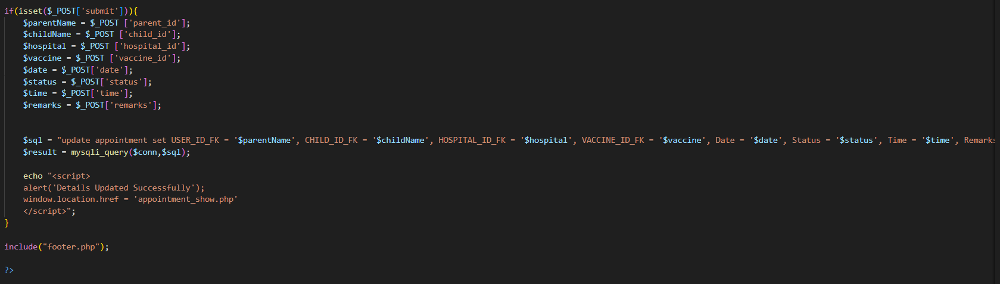 if(isset($_POST['submit'])){
$parentName = $_POST ['parent_id'];
$childName = $_POST ['child_id'];
$hospital = $_POST ['hospital_id'];
$vaccine = $_POST ['vaccine_id'];
$date = $_POST['date'];
$status = $_POST['status'];
$time = $_POST['time'];
$remarks = $_POST['remarks'];
$sql = "update appointment set USER_ID_FK = '$parentName', CHILD_ID_FK = '$childName', HOSPITAL_ID_FK = '$hospital', VACCINE_ID_FK = '$vaccine', Date = '$date', Status = '$status', Time = '$time', Remarks
$result = mysqli_query($conn,$sql);
echo "<script>
alert('Details Updated Successfully');
window.location.href = 'appointment_show.php'
</script>";
}
include("footer.php");
?>